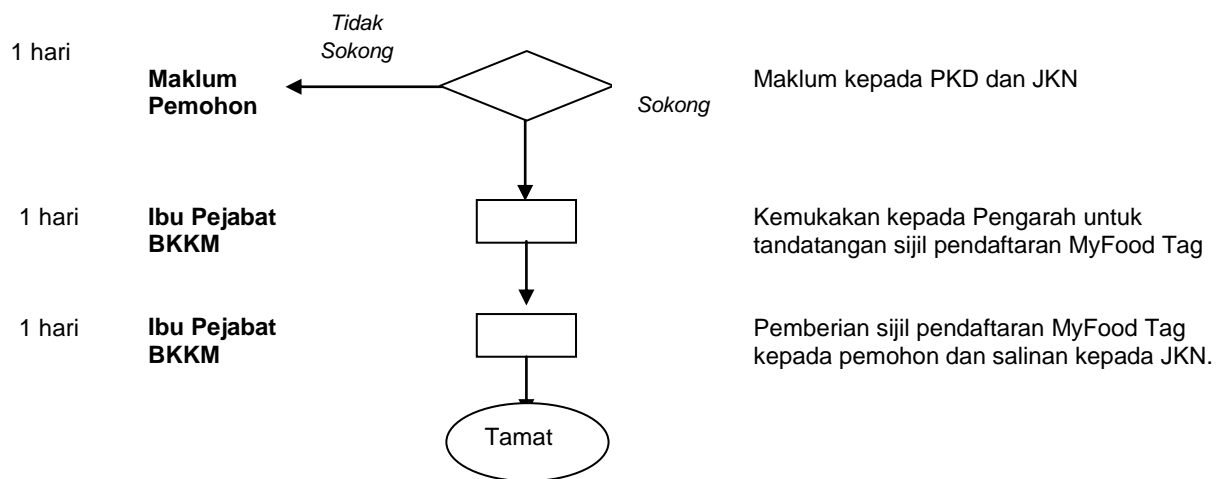 Tidak
Sokong
1 hari
Maklum
Pemohon
Sokong
Maklum kepada PKD dan JKN
1 hari
Ibu Pejabat
BKKM
Kemukakan kepada Pengarah untuk
tandatangan sijil pendaftaran MyFood Tag
1 hari
Ibu Pejabat
BKKM
Pemberian sijil pendaftaran MyFood Tag
kepada pemohon dan salinan kepada JKN.
Tamat